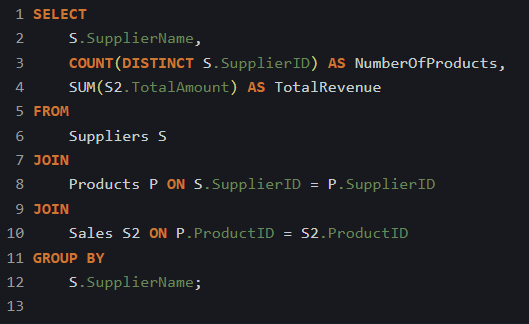 1 SELECT
2     S.SupplierName,
3     COUNT(DISTINCT S.SupplierID) AS NumberOfProducts,
4     SUM(S2.TotalAmount) AS TotalRevenue
5 FROM
6     Suppliers S
7 JOIN
8     Products P ON S.SupplierID = P.SupplierID
9 JOIN
10     Sales S2 ON P.ProductID = S2.ProductID
11 GROUP BY
12     S.SupplierName;
13